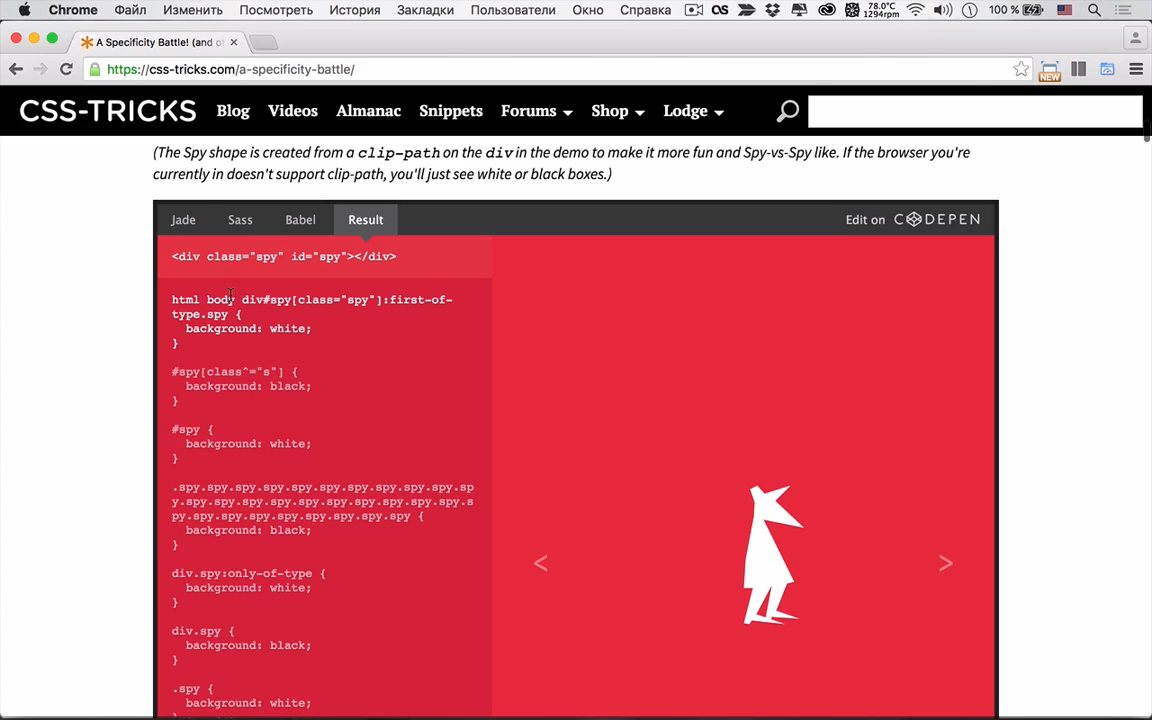 Chrome Файл Изменить Посмотреть История Закладки Пользователи Окно Справка 78.0°C 1294rpm 100 %
A Specificity Battle! (and o
https://css-tricks.com/a-specificity-battle/
NEW
CSS-TRICKS Blog Videos Almanac Snippets Forums Shop Lodge
(The Spy shape is created from a clip-path on the div in the demo to make it more fun and Spy-vs-Spy like. If the browser you're
currently in doesn't support clip-path, you'll just see white or black boxes.)
Jade Sass Babel Result Edit on CODEPEN
<div class="spy" id="spy"></div>
html body div#spy[class="spy"]:first-of-
type.spy {
background: white;
}
#spy[class^="s"] {
background: black;
}
#spy {
background: white;
}
.spy.spy.spy.spy.spy.spy.spy.spy.spy.spy.sp
y.spy.spy.spy.spy.spy.spy.spy.spy.spy.spy.s
py.spy.spy.spy.spy.spy.spy.spy.spy {
background: black;
}
div.spy:only-of-type {
background: white;
}
div.spy {
background: black;
}
.spy {
background: white;
< >